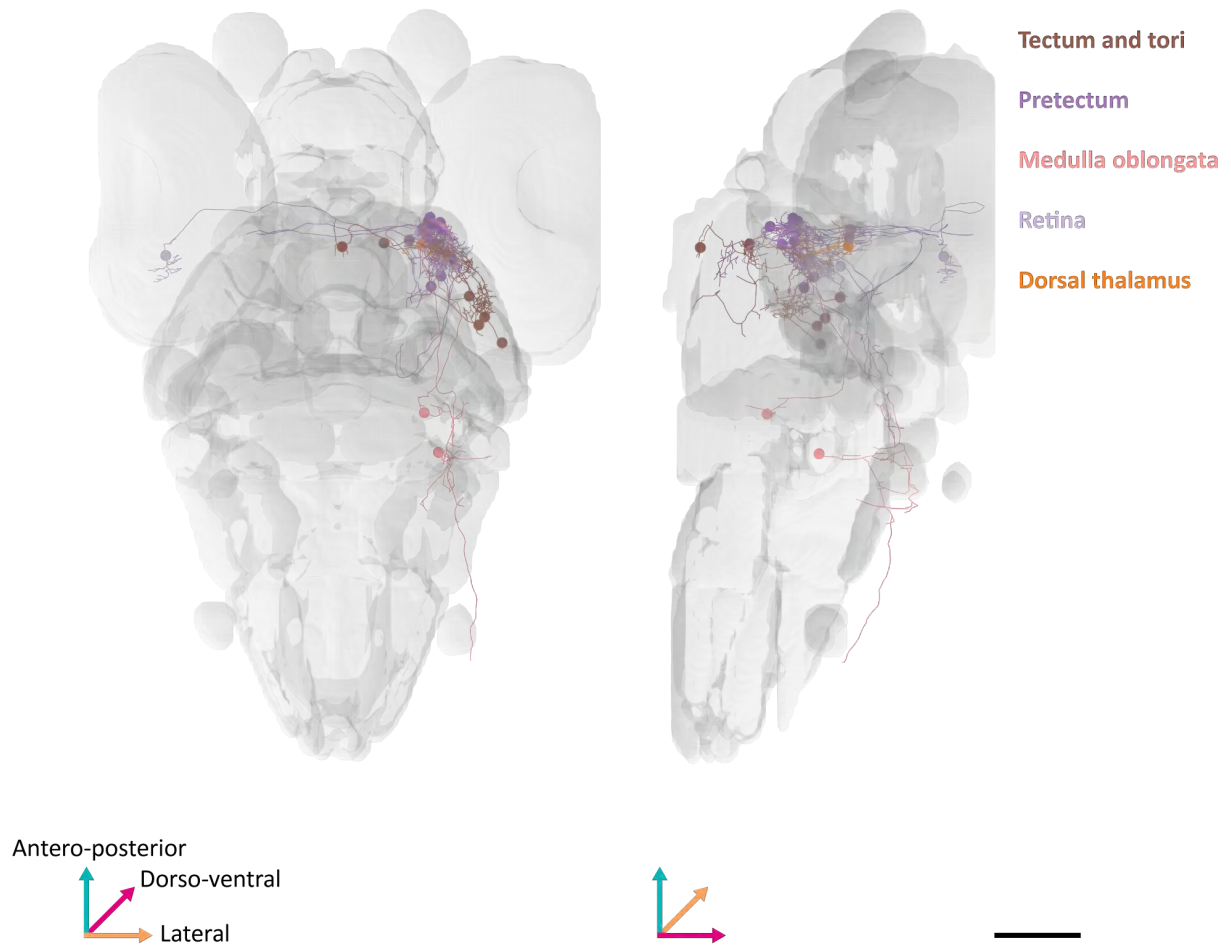 Tectum and tori
Pretectum
Medulla oblongata
Retina
Dorsal thalamus
Antero-posterior
Dorso-ventral
Lateral